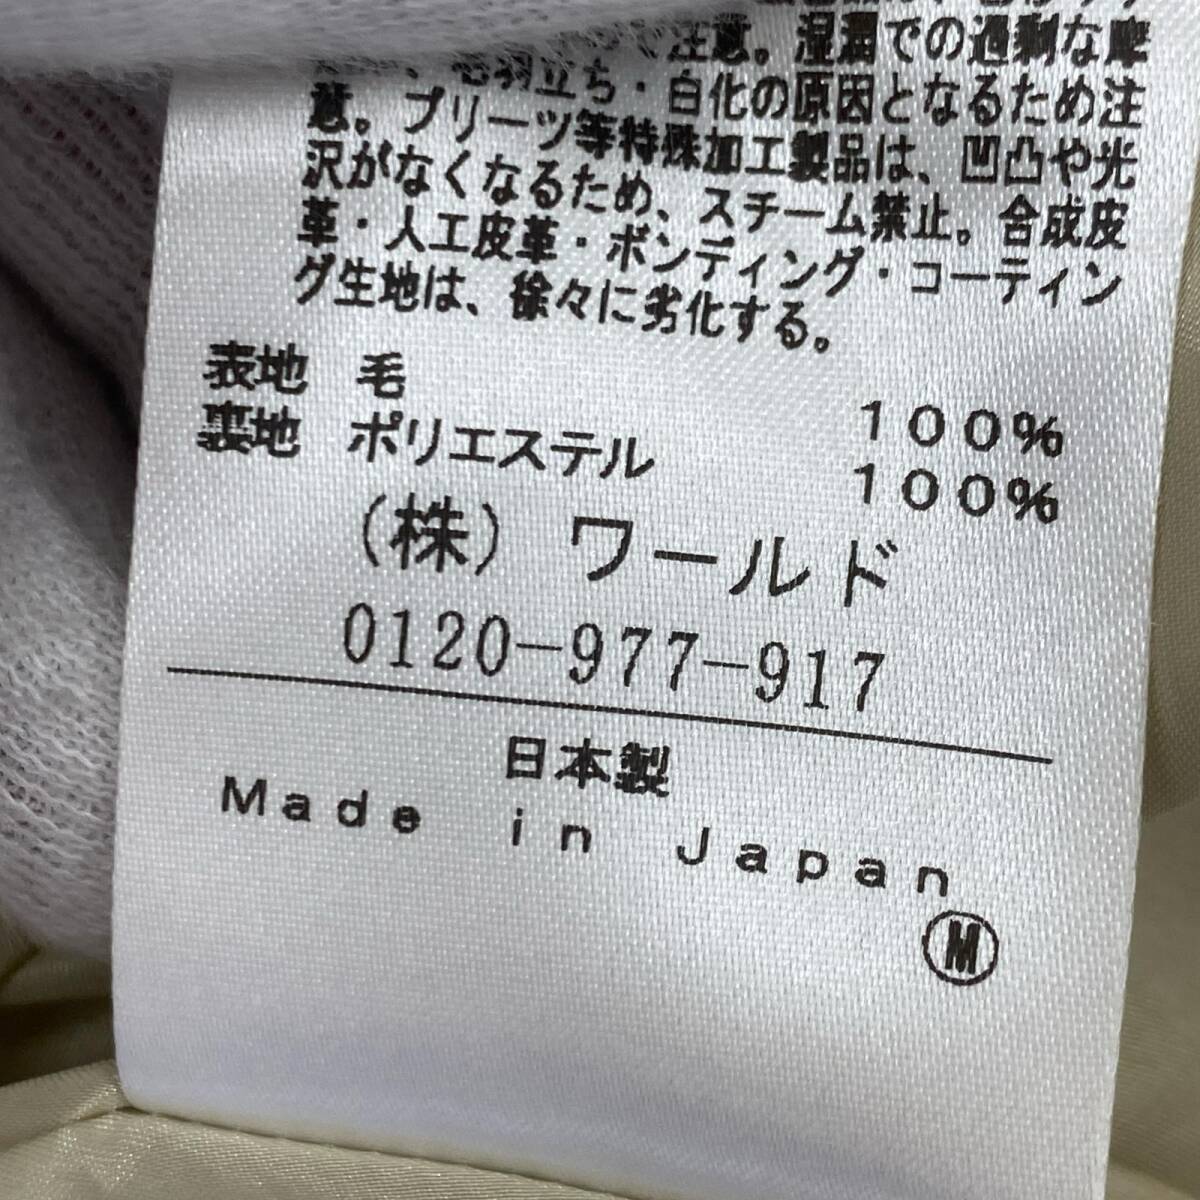 注意。湿潤での過剰な摩
毛羽立ち・白化の原因となるため注
意。プリーツ等特殊加工製品は、凹凸や光
沢がなくなるため、スチーム禁止。合成皮
革・人工皮革・ボンディング・コーティン
グ生地は、徐々に劣化する。
表地 毛 100%
裏地 ポリエステル 100%
(株) ワールド
0120-977-917
日本製
Made in Japan
M